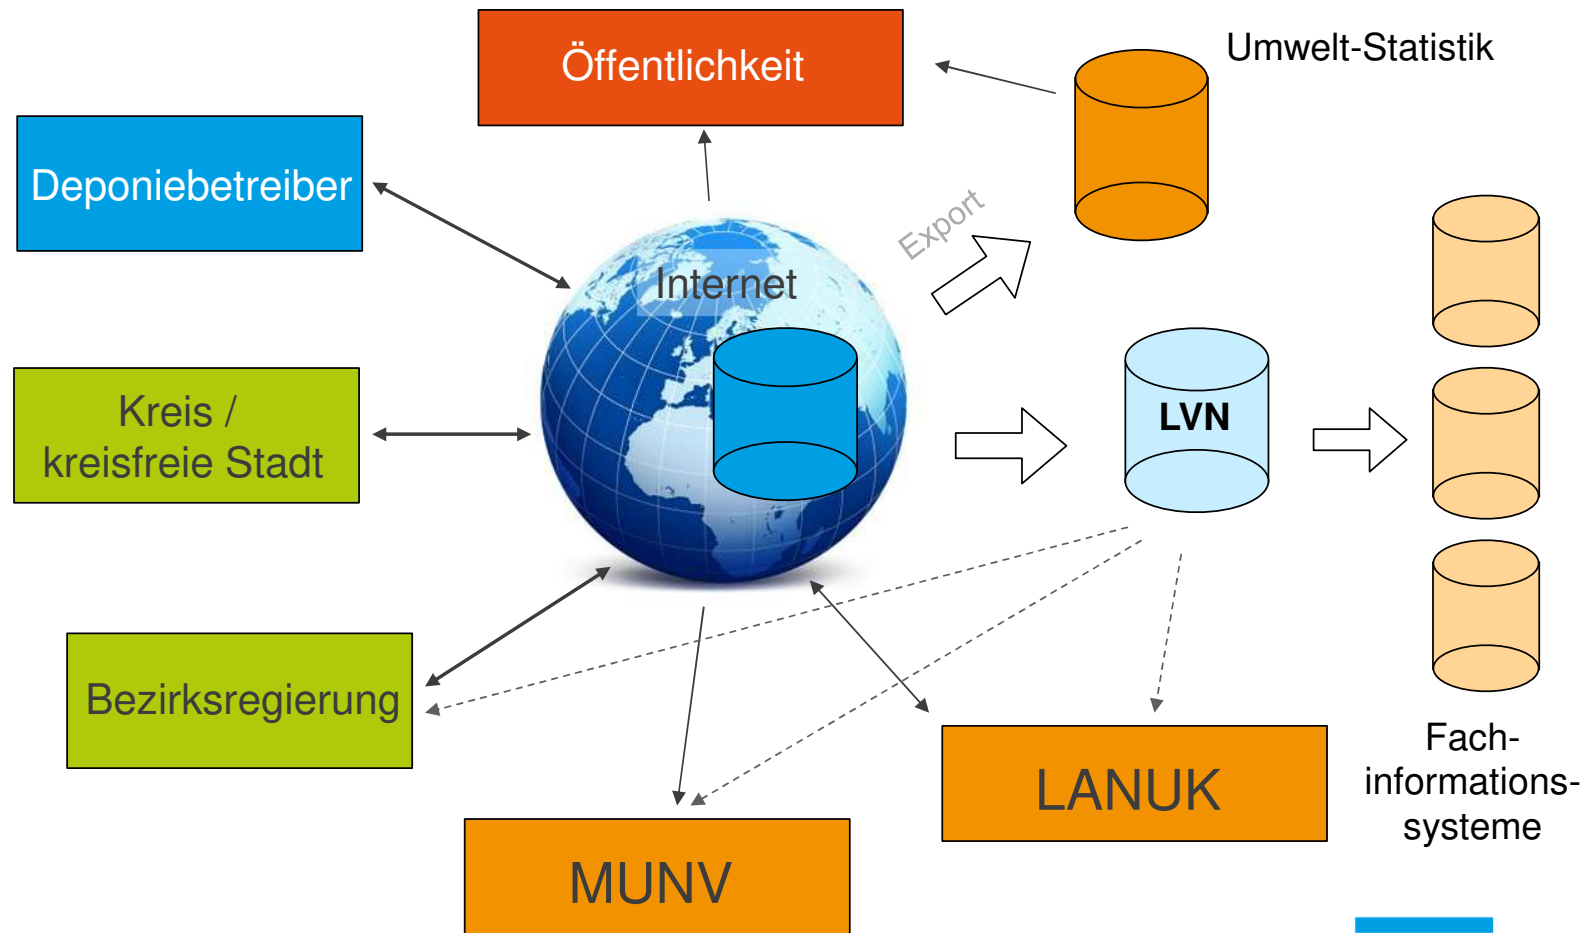 Öffentlichkeit
Umwelt-Statistik
Deponiebetreiber
Export
Internet
Kreis /
kreisfreie Stadt
LVN
Bezirksregierung
LANUK
Fach-
informations-
systeme
MUNV